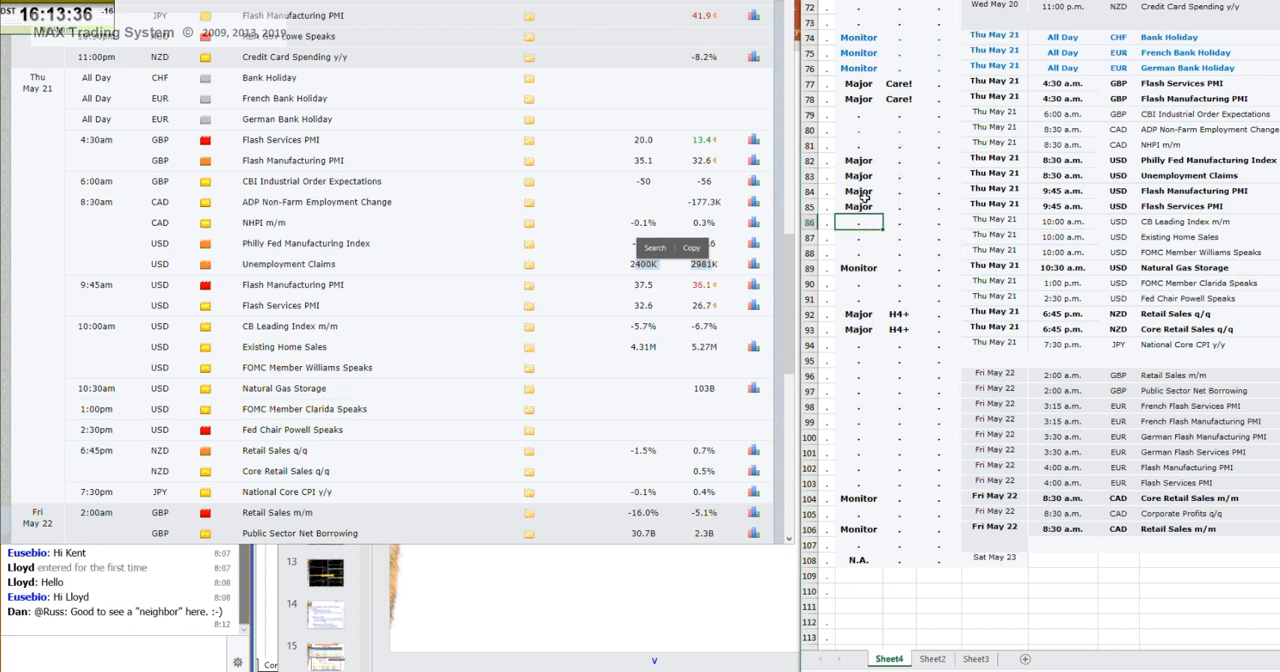 DST 16:13:36 .16
MAX Trading System © 2009, 2013, 2019
JPY Flash Manufacturing PMI 41.9
Lowe Speaks
11:00pm NZD Credit Card Spending y/y -8.2%
Thu May 21 All Day CHF Bank Holiday
All Day EUR French Bank Holiday
All Day EUR German Bank Holiday
4:30am GBP Flash Services PMI 20.0 13.4
GBP Flash Manufacturing PMI 35.1 32.6
6:00am GBP CBI Industrial Order Expectations -50 -56
8:30am CAD ADP Non-Farm Employment Change -177.3K
CAD NHPI m/m -0.1% 0.3%
USD Philly Fed Manufacturing Index
Search Copy
USD Unemployment Claims 2400K 2981K
9:45am USD Flash Manufacturing PMI 37.5 36.1
USD Flash Services PMI 32.6 26.7
10:00am USD CB Leading Index m/m -5.7% -6.7%
USD Existing Home Sales 4.31M 5.27M
USD FOMC Member Williams Speaks
10:30am USD Natural Gas Storage 103B
1:00pm USD FOMC Member Clarida Speaks
2:30pm USD Fed Chair Powell Speaks
6:45pm NZD Retail Sales q/q -1.5% 0.7%
NZD Core Retail Sales q/q 0.5%
7:30pm JPY National Core CPI y/y -0.1% 0.4%
Fri May 22 2:00am GBP Retail Sales m/m -16.0% -5.1%
GBP Public Sector Net Borrowing 30.7B 2.3B
Eusebio: Hi Kent 8:07
Lloyd entered for the first time 8:07
Lloyd: Hello 8:08
Eusebio: Hi Lloyd 8:08
Dan: @Russ: Good to see a "neighbor" here. :-)
8:12
13
14
15
Cor
v
72 . . . . Wed May 20 11:00 p.m. NZD Credit Card Spending y/y
73 . . . .
74 . Monitor . . Thu May 21 All Day CHF Bank Holiday
75 . Monitor . . Thu May 21 All Day EUR French Bank Holiday
76 . Monitor . . Thu May 21 All Day EUR German Bank Holiday
77 . Major Care! . Thu May 21 4:30 a.m. GBP Flash Services PMI
78 . Major Care! . Thu May 21 4:30 a.m. GBP Flash Manufacturing PMI
79 . . . . Thu May 21 6:00 a.m. GBP CBI Industrial Order Expectations
80 . . . . Thu May 21 8:30 a.m. CAD ADP Non-Farm Employment Change
81 . . . . Thu May 21 8:30 a.m. CAD NHPI m/m
82 . Major . . Thu May 21 8:30 a.m. USD Philly Fed Manufacturing Index
83 . Major . . Thu May 21 8:30 a.m. USD Unemployment Claims
84 . Major . . Thu May 21 9:45 a.m. USD Flash Manufacturing PMI
85 . Major . . Thu May 21 9:45 a.m. USD Flash Services PMI
86 . . . . Thu May 21 10:00 a.m. USD CB Leading Index m/m
87 . . . . Thu May 21 10:00 a.m. USD Existing Home Sales
88 . . . . Thu May 21 10:00 a.m. USD FOMC Member Williams Speaks
89 . Monitor . . Thu May 21 10:30 a.m. USD Natural Gas Storage
90 . . . . Thu May 21 1:00 p.m. USD FOMC Member Clarida Speaks
91 . . . . Thu May 21 2:30 p.m. USD Fed Chair Powell Speaks
92 . Major H4+ . Thu May 21 6:45 p.m. NZD Retail Sales q/q
93 . Major H4+ . Thu May 21 6:45 p.m. NZD Core Retail Sales q/q
94 . . . . Thu May 21 7:30 p.m. JPY National Core CPI y/y
95 . . . .
96 . . . . Fri May 22 2:00 a.m. GBP Retail Sales m/m
97 . . . . Fri May 22 2:00 a.m. GBP Public Sector Net Borrowing
98 . . . . Fri May 22 3:15 a.m. EUR French Flash Services PMI
99 . . . . Fri May 22 3:15 a.m. EUR French Flash Manufacturing PMI
100 . . . . Fri May 22 3:30 a.m. EUR German Flash Manufacturing PMI
101 . . . . Fri May 22 3:30 a.m. EUR German Flash Services PMI
102 . . . . Fri May 22 4:00 a.m. EUR Flash Manufacturing PMI
103 . . . . Fri May 22 4:00 a.m. EUR Flash Services PMI
104 . Monitor . . Fri May 22 8:30 a.m. CAD Core Retail Sales m/m
105 . . . . Fri May 22 8:30 a.m. CAD Corporate Profits q/q
106 . Monitor . . Fri May 22 8:30 a.m. CAD Retail Sales m/m
107 . . . .
108 . N.A. . . Sat May 23
109 .
110 .
111 .
112 .
113 .
Sheet4 Sheet2 Sheet3